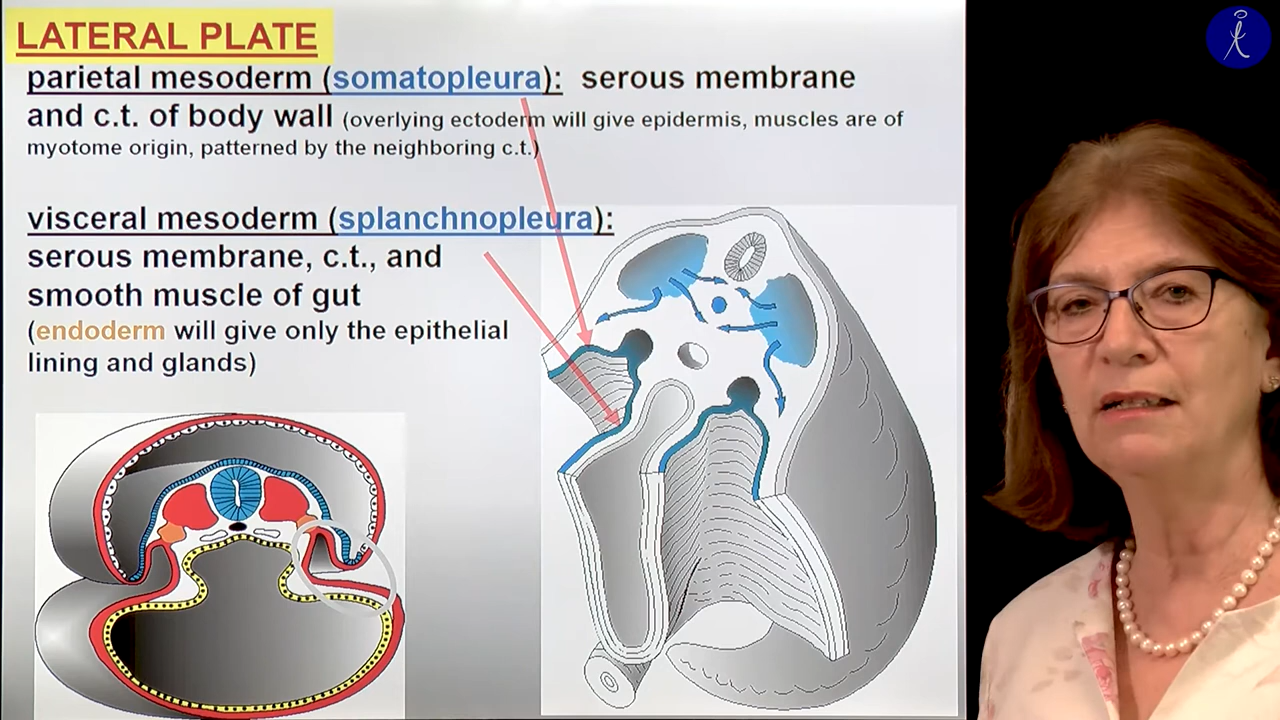 LATERAL PLATE
parietal mesoderm (somatopleura): serous membrane
and c.t. of body wall (overlying ectoderm will give epidermis, muscles are of
myotome origin, patterned by the neighboring c.t.)
visceral mesoderm (splanchnopleura):
serous membrane, c.t., and
smooth muscle of gut
(endoderm will give only the epithelial
lining and glands)